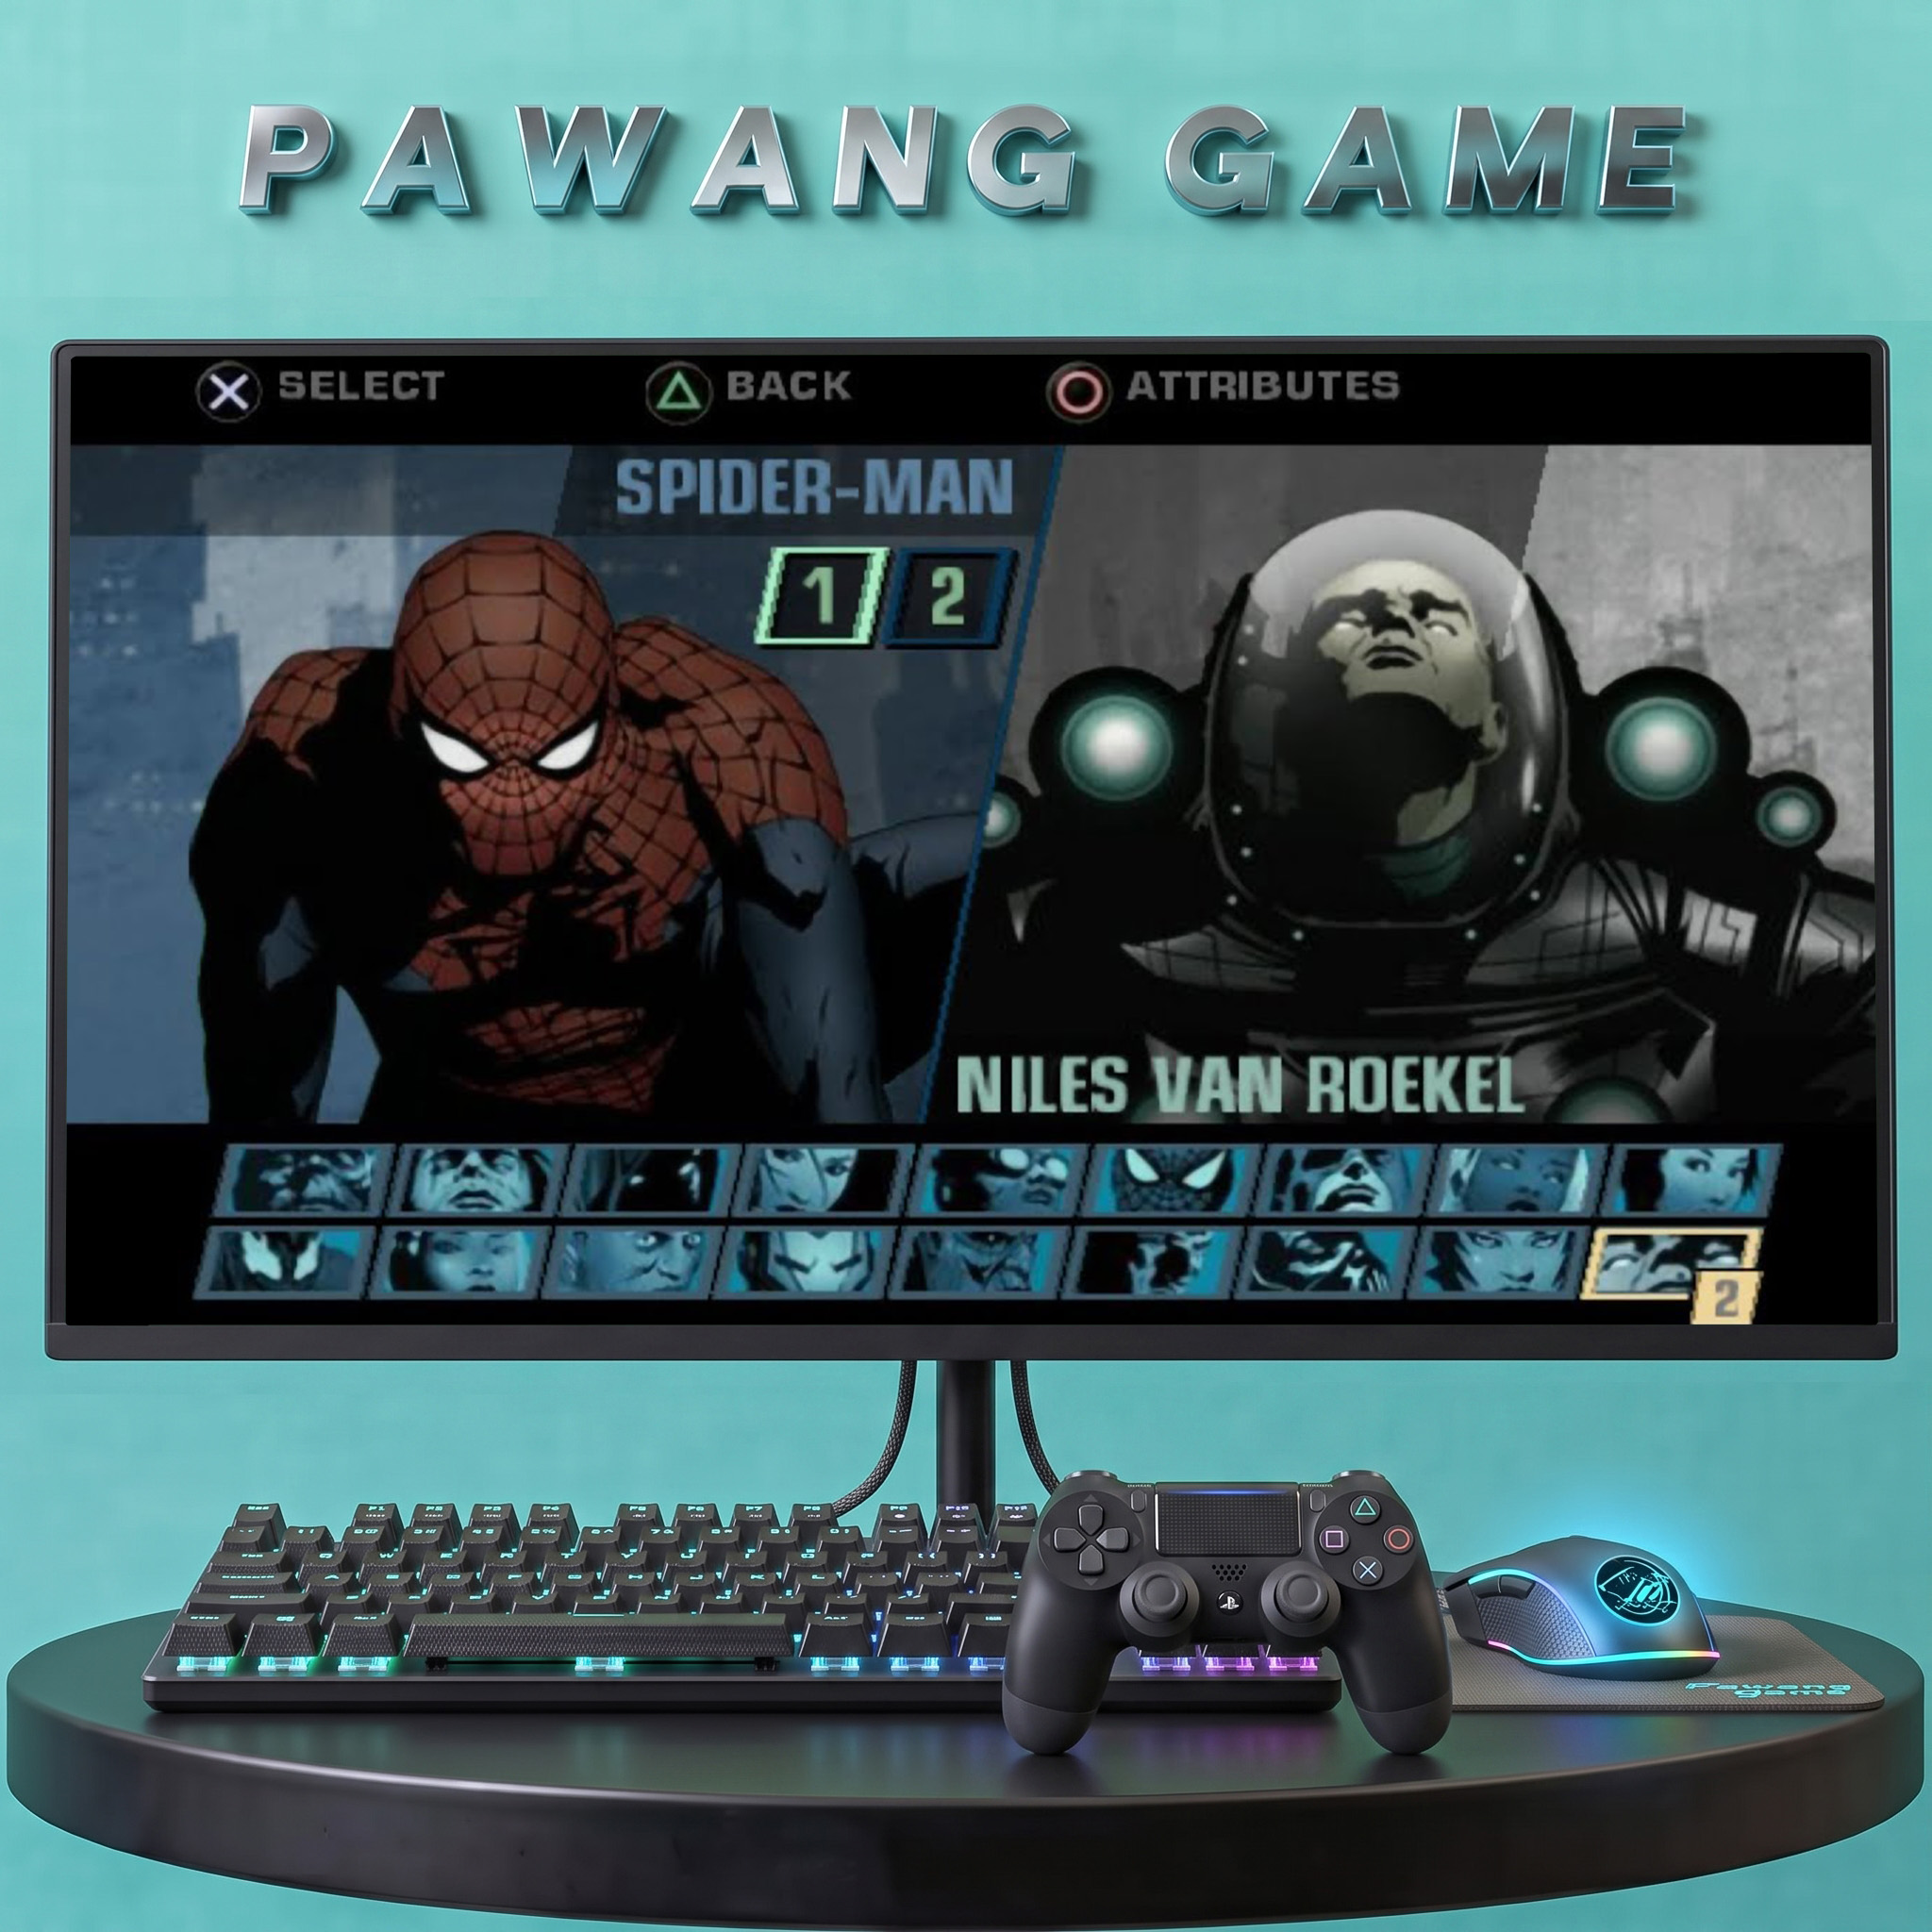 PAWANG GAME
SELECT BACK ATTRIBUTES
SPIDER-MAN
1 2
NILES VAN ROEKEL
2
Pawang
game